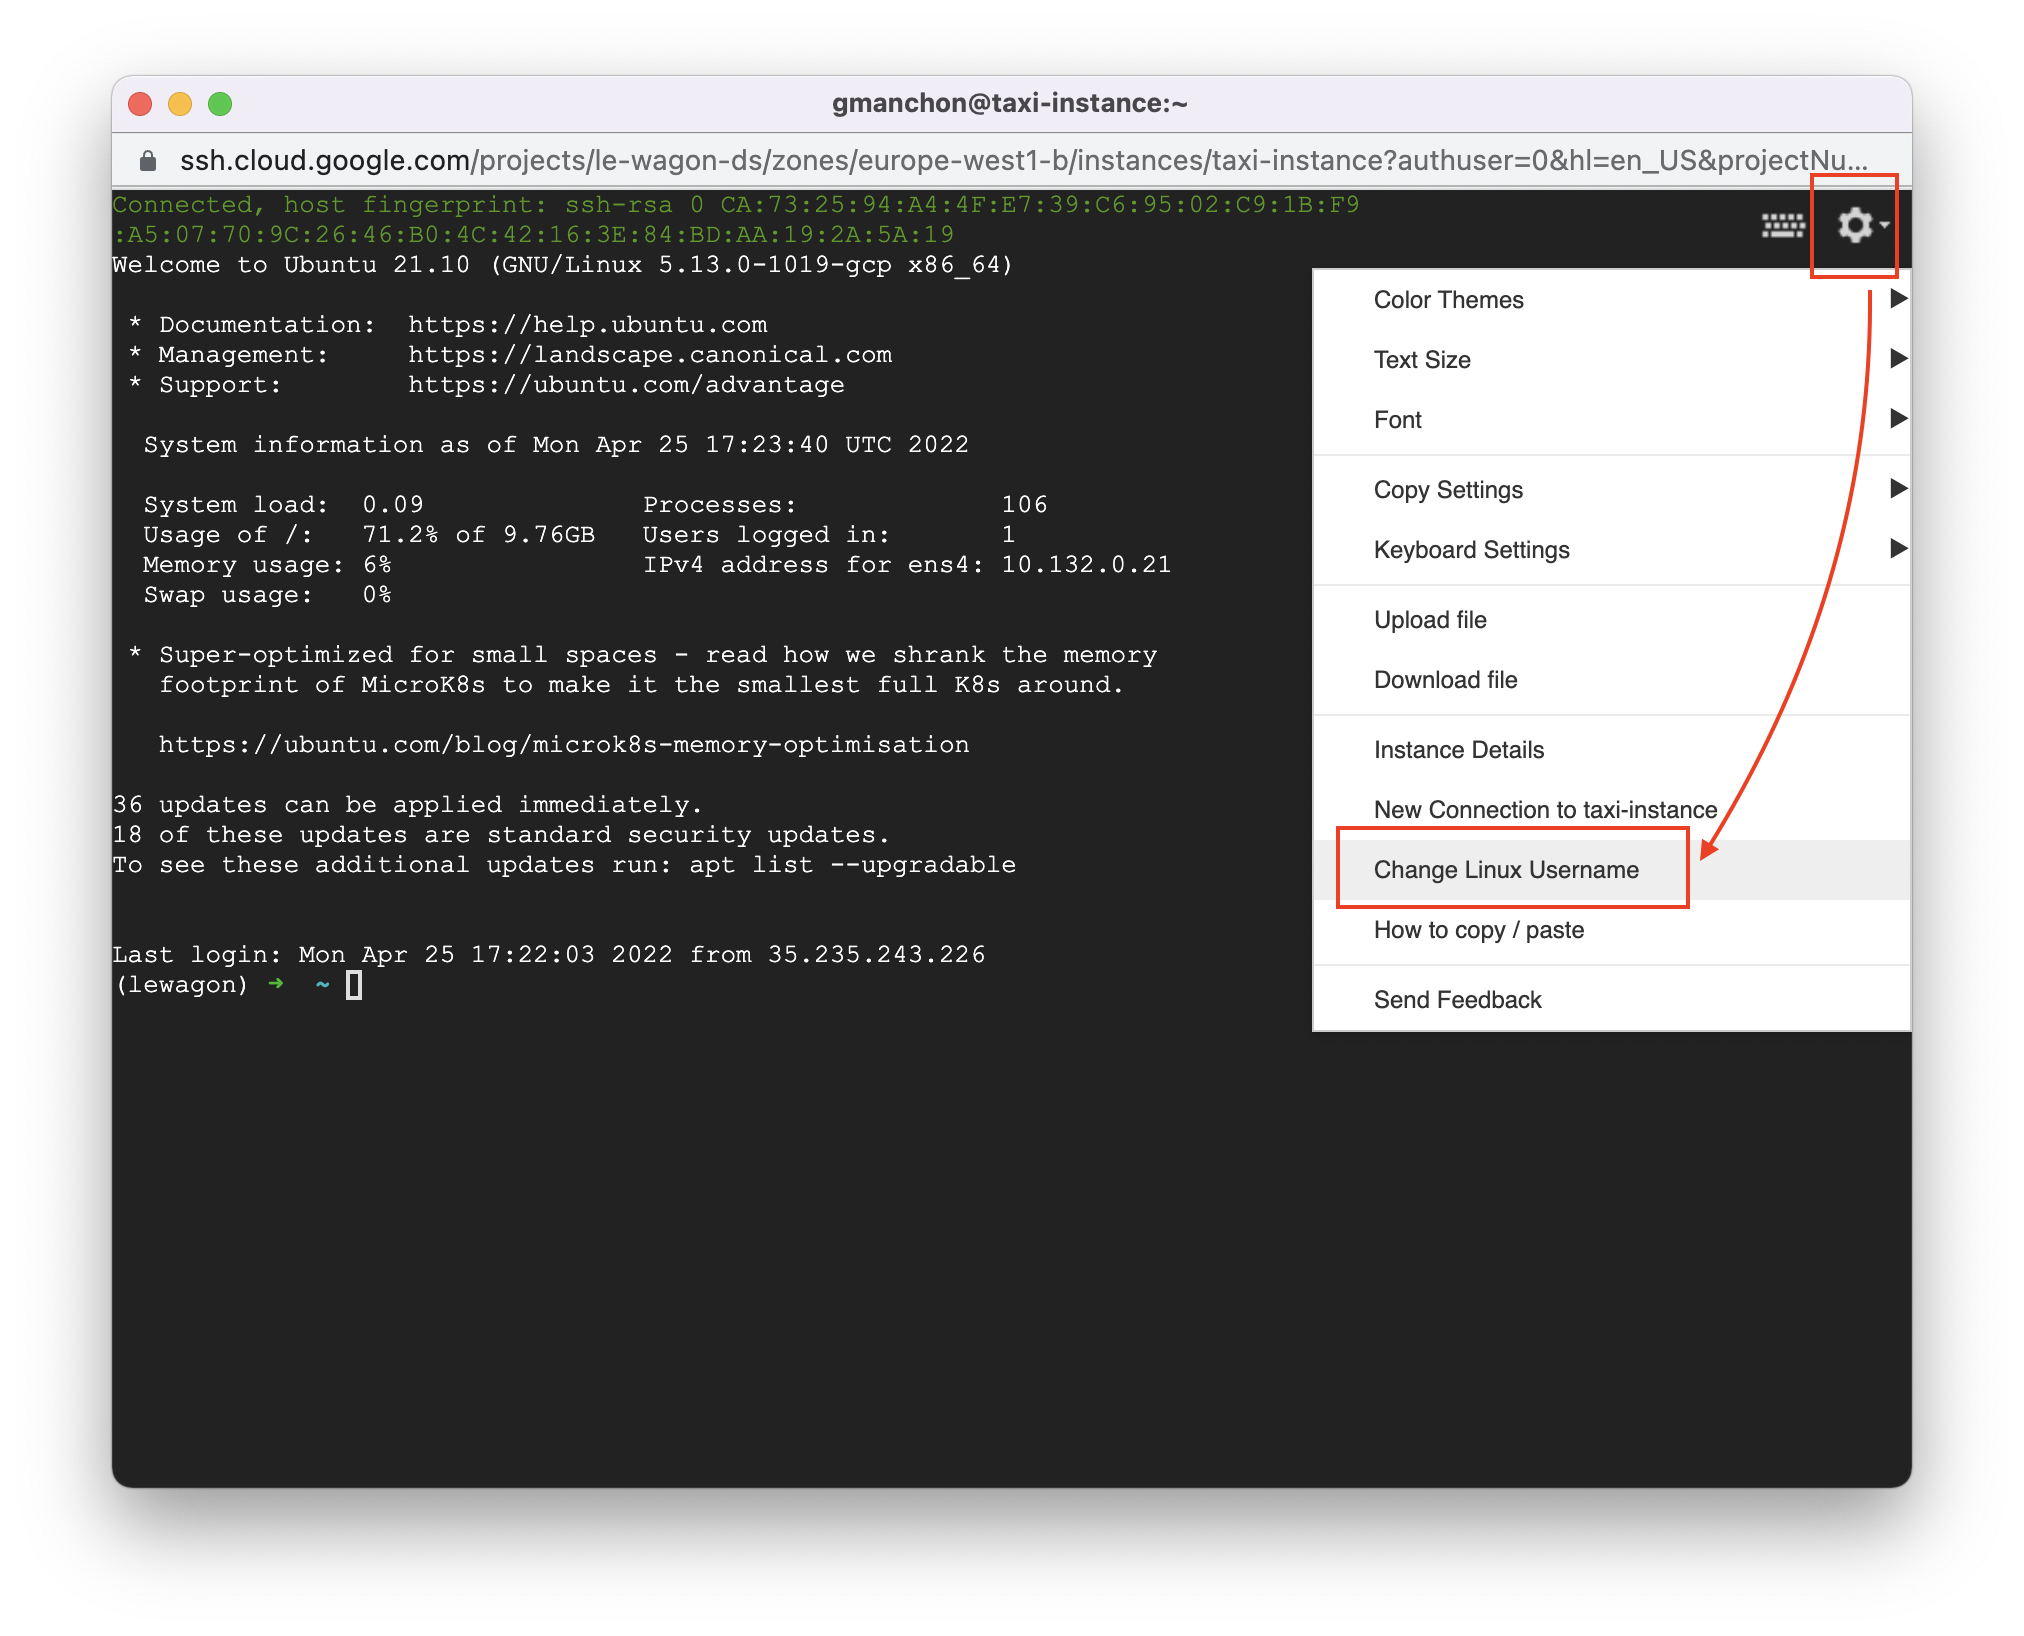 gmanchon@taxi-instance:~
ssh.cloud.google.com/projects/le-wagon-ds/zones/europe-west1-b/instances/taxi-instance?authuser=0&hl=en_US&projectNu...
Connected, host fingerprint: ssh-rsa 0 CA:73:25:94:A4:4F:E7:39:C6:95:02:C9:1B:F9
:A5:07:70:9C:26:46:B0:4C:42:16:3E:84:BD:AA:19:2A:5A:19
Welcome to Ubuntu 21.10 (GNU/Linux 5.13.0-1019-gcp x86_64)
* Documentation:  https://help.ubuntu.com
* Management:     https://landscape.canonical.com
* Support:        https://ubuntu.com/advantage
System information as of Mon Apr 25 17:23:40 UTC 2022
System load:  0.09              Processes:             106
Usage of /:   71.2% of 9.76GB   Users logged in:       1
Memory usage: 6%                IPv4 address for ens4: 10.132.0.21
Swap usage:   0%
* Super-optimized for small spaces - read how we shrank the memory
footprint of MicroK8s to make it the smallest full K8s around.
https://ubuntu.com/blog/microk8s-memory-optimisation
36 updates can be applied immediately.
18 of these updates are standard security updates.
To see these additional updates run: apt list --upgradable
Last login: Mon Apr 25 17:22:03 2022 from 35.235.243.226
(lewagon) ➜  ~
Color Themes
Text Size
Font
Copy Settings
Keyboard Settings
Upload file
Download file
Instance Details
New Connection to taxi-instance
Change Linux Username
How to copy / paste
Send Feedback